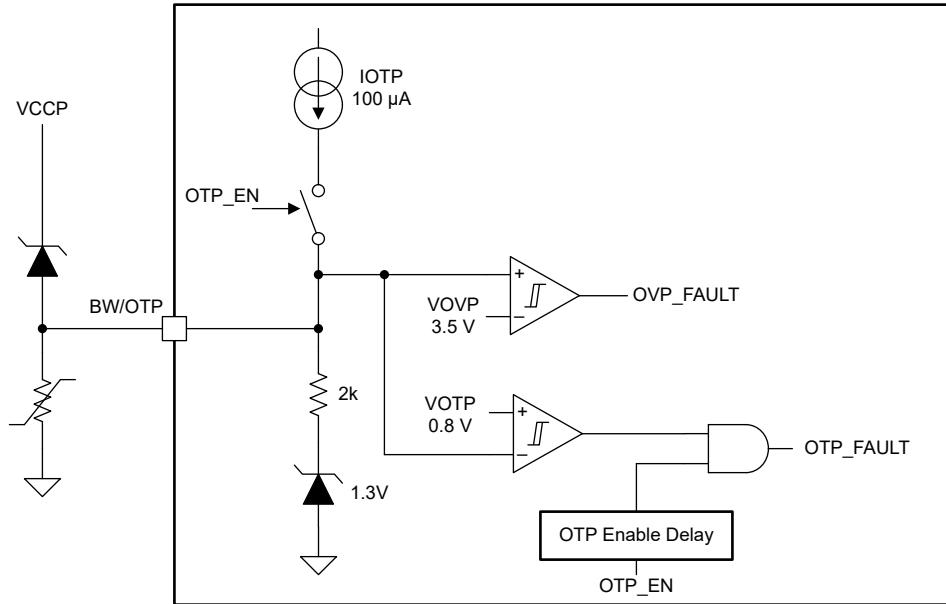 IOTP
100 µA
VCCP
OTP_EN
BW/OTP
+
−
VOVP
3.5 V
OVP_FAULT
2k
1.3V
VOTP
0.8 V
+
−
OTP_FAULT
OTP Enable Delay
OTP_EN